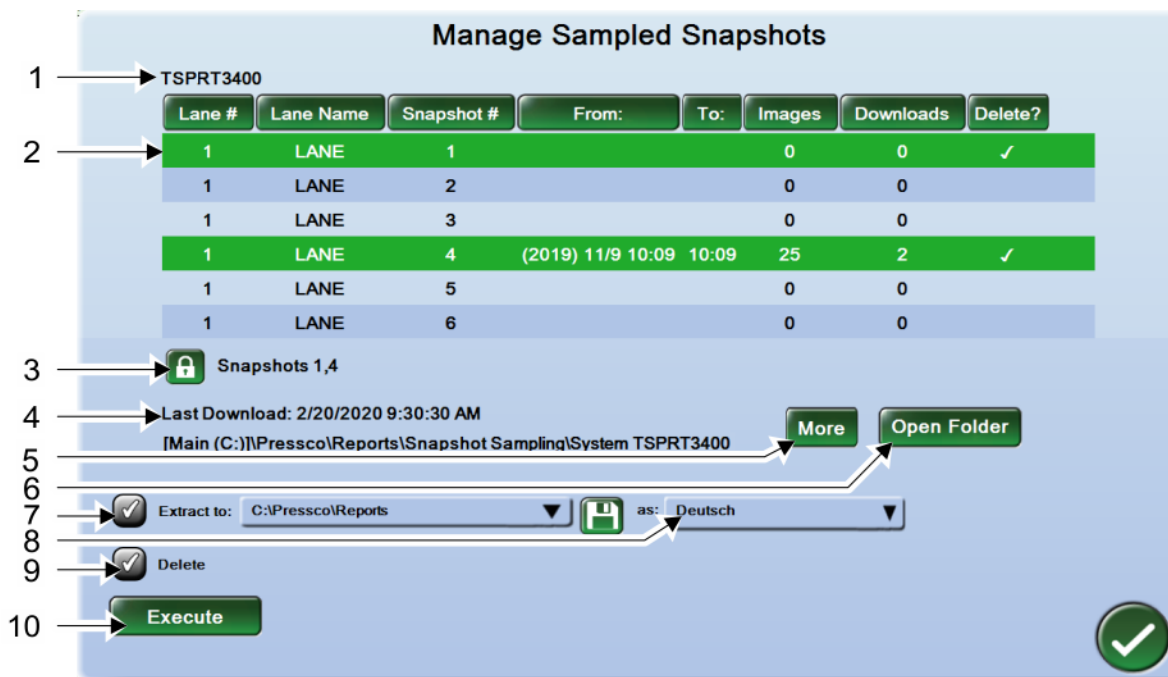 Manage Sampled Snapshots
1 TSPRT3400
Lane # Lane Name Snapshot # From: To: Images Downloads Delete?
2 1 LANE 1 0 0 ✓
1 LANE 2 0 0
1 LANE 3 0 0
1 LANE 4 (2019) 11/9 10:09 10:09 25 2 ✓
1 LANE 5 0 0
1 LANE 6 0 0
3 Snapshots 1,4
4 Last Download: 2/20/2020 9:30:30 AM
[Main (C:)]\Pressco\Reports\Snapshot Sampling\System TSPRT3400
More Open Folder
5
6
7 Extract to: C:\Pressco\Reports as: Deutsch
8
9 Delete
10 Execute